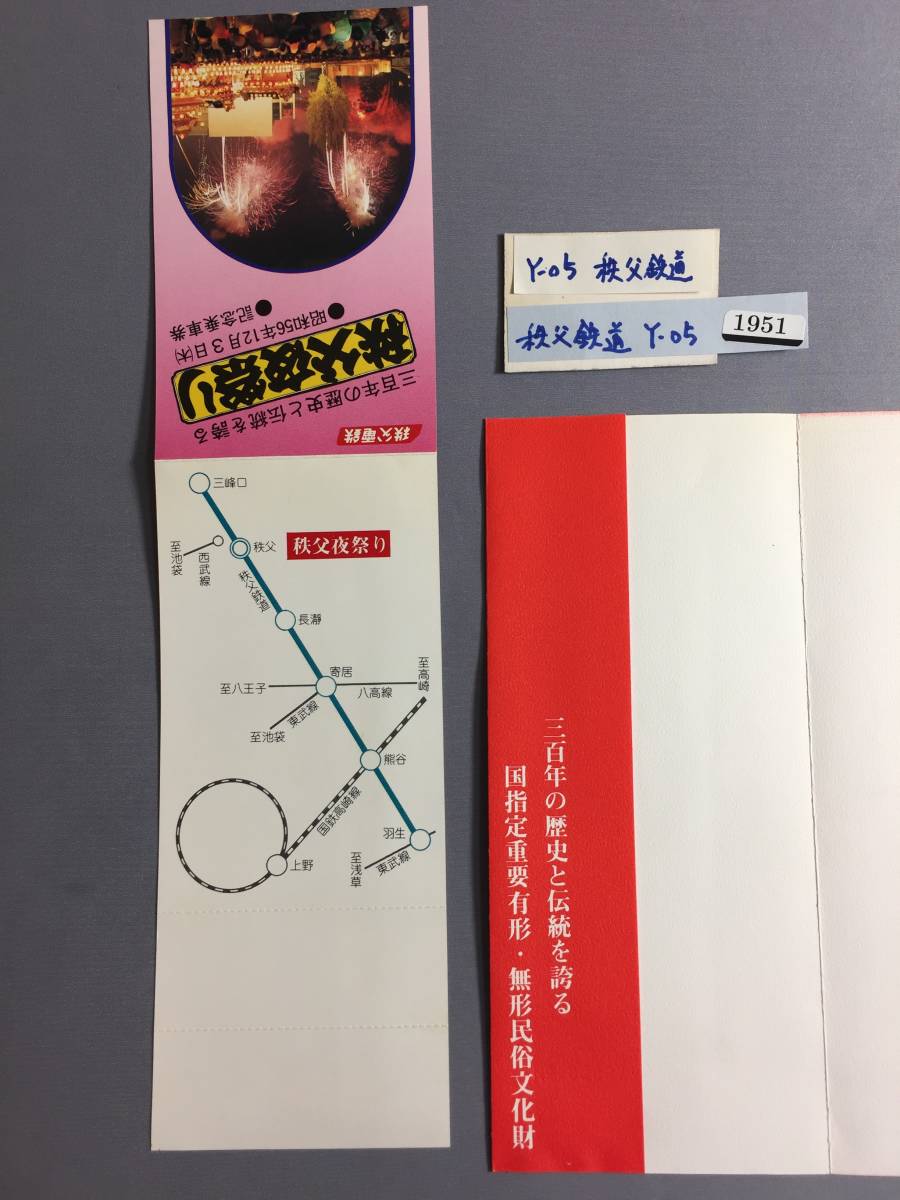 秩父電鉄
三百年の歴史と伝統を誇る
秩父夜祭り
●昭和56年12月3日㈭
●記念乗車券
三峰口
秩父
秩父夜祭り
至池袋
西武線
秩父鉄道
長瀞
寄居
至高崎
至八王子
八高線
東武線
至池袋
熊谷
国鉄高崎線
羽生
上野
至浅草
東武線
Y-05 秩父鉄道
秩父鉄道 Y-05
1951
三百年の歴史と伝統を誇る
国指定重要有形・無形民俗文化財